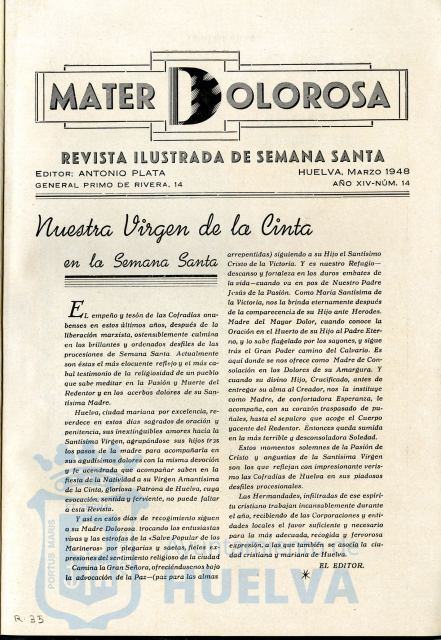 MATER DOLOROSA
REVISTA ILUSTRADA DE SEMANA SANTA
EDITOR: ANTONIO PLATA
GENERAL PRIMO DE RIVERA, 14
HUELVA, MARZO 1948
AÑO XIV-NÚM. 14
Nuestra Virgen de la Cinta
en la Semana Santa
EL empeño y tesón de las Cofradías onu-
benses en estos últimos años, después de la
liberación marxista, ostensiblemente culmina
en los brillantes y ordenados desfiles de las
procesiones de Semana Santa. Actualmente
son éstas el más elocuente reflejo y el más ca-
bal testimonio de la religiosidad de un pueblo
que sabe meditar en la Pasión y Muerte del
Redentor y en los acerbos dolores de su San-
tísima Madre.
Huelva, ciudad mariana por excelencia, re-
verdece en estos días sagrados de oración y
penitencia, sus inextinguibles amores hacia la
Santísima Virgen, agrupándose sus hijos tras
los pasos de la madre para acompañarla en
sus agudísimos dolores con la misma devoción
y fe acendrada que acompañar saben en la
fiesta de la Natividad a su Virgen Amantísima
de la Cinta, gloriosa Patrona de Huelva, cuya
evocación, sentida y ferviente, no puede faltar
a esta Revista.
Y así en estos días de recogimiento siguen
a su Madre Dolorosa, trocando los entusiastas
vivas y las estrofas de la «Salve Popular de los
Marineros» por plegarias y saetas, fieles ex-
presiones del sentimiento religioso de la ciudad
Camina la Gran Señora, ofreciéndosenos bajo
la advocación de la Paz—(paz para las almas
arrepentidas) siguiendo a su Hijo el Santísimo
Cristo de la Victoria. Y es nuestro Refugio—
descanso y fortaleza en los duros embates de
la vida—cuando va en pos de Nuestro Padre
Jesús de la Pasión. Como María Santísima de
la Victoria, nos la brinda eternamente después
de la comparecencia de su Hijo ante Herodes.
Madre del Mayor Dolor, cuando conoce la
Oración en el Huerto de su Hijo al Padre Eter-
no, y lo sabe flagelado por los sayones, y sigue
tras el Gran Poder camino del Calvario. Es
aquí donde se nos ofrece como Madre de Con-
solación en los Dolores de su Amargura. Y
cuando su divino Hijo, Crucificado, antes de
entregar su alma al Creador, nos la instituye
como Madre, de confortadora Esperanza, le
acompaña, con su corazón traspasado de pu-
ñales, hasta el sepulcro que acoge el Cuerpo
yacente del Redentor. Entonces queda sumida
en la más terrible y desconsoladora Soledad.
Estos momentos solemnes de la Pasión de
Cristo y angustias de la Santísima Virgen
son los que reflejan con impresionante veris-
mo las Cofradías de Huelva en sus piadosos
desfiles procesionales.
Las Hermandades, infiltradas de ese espíri-
tu cristiano trabajan incansablemente durante
el año, recibiendo de las Corporaciones y enti-
dades locales el favor suficiente y necesario
para la más adecuada, recogida y fervorosa
expresión, a las que también se asocia la ciu-
dad cristiana y mariana de Huelva.
EL EDITOR.
PORTUS MARIS
HUELVA
R. 35